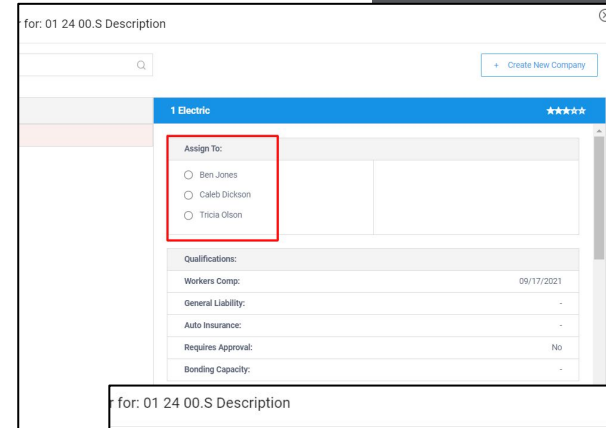 r for: 01 24 00.S Description
+ Create New Company
1 Electric
Assign To:
Ben Jones
Caleb Dickson
Tricia Olson
Qualifications:
Workers Comp: 09/17/2021
General Liability: -
Auto Insurance: -
Requires Approval: No
Bonding Capacity: -
r for: 01 24 00.S Description